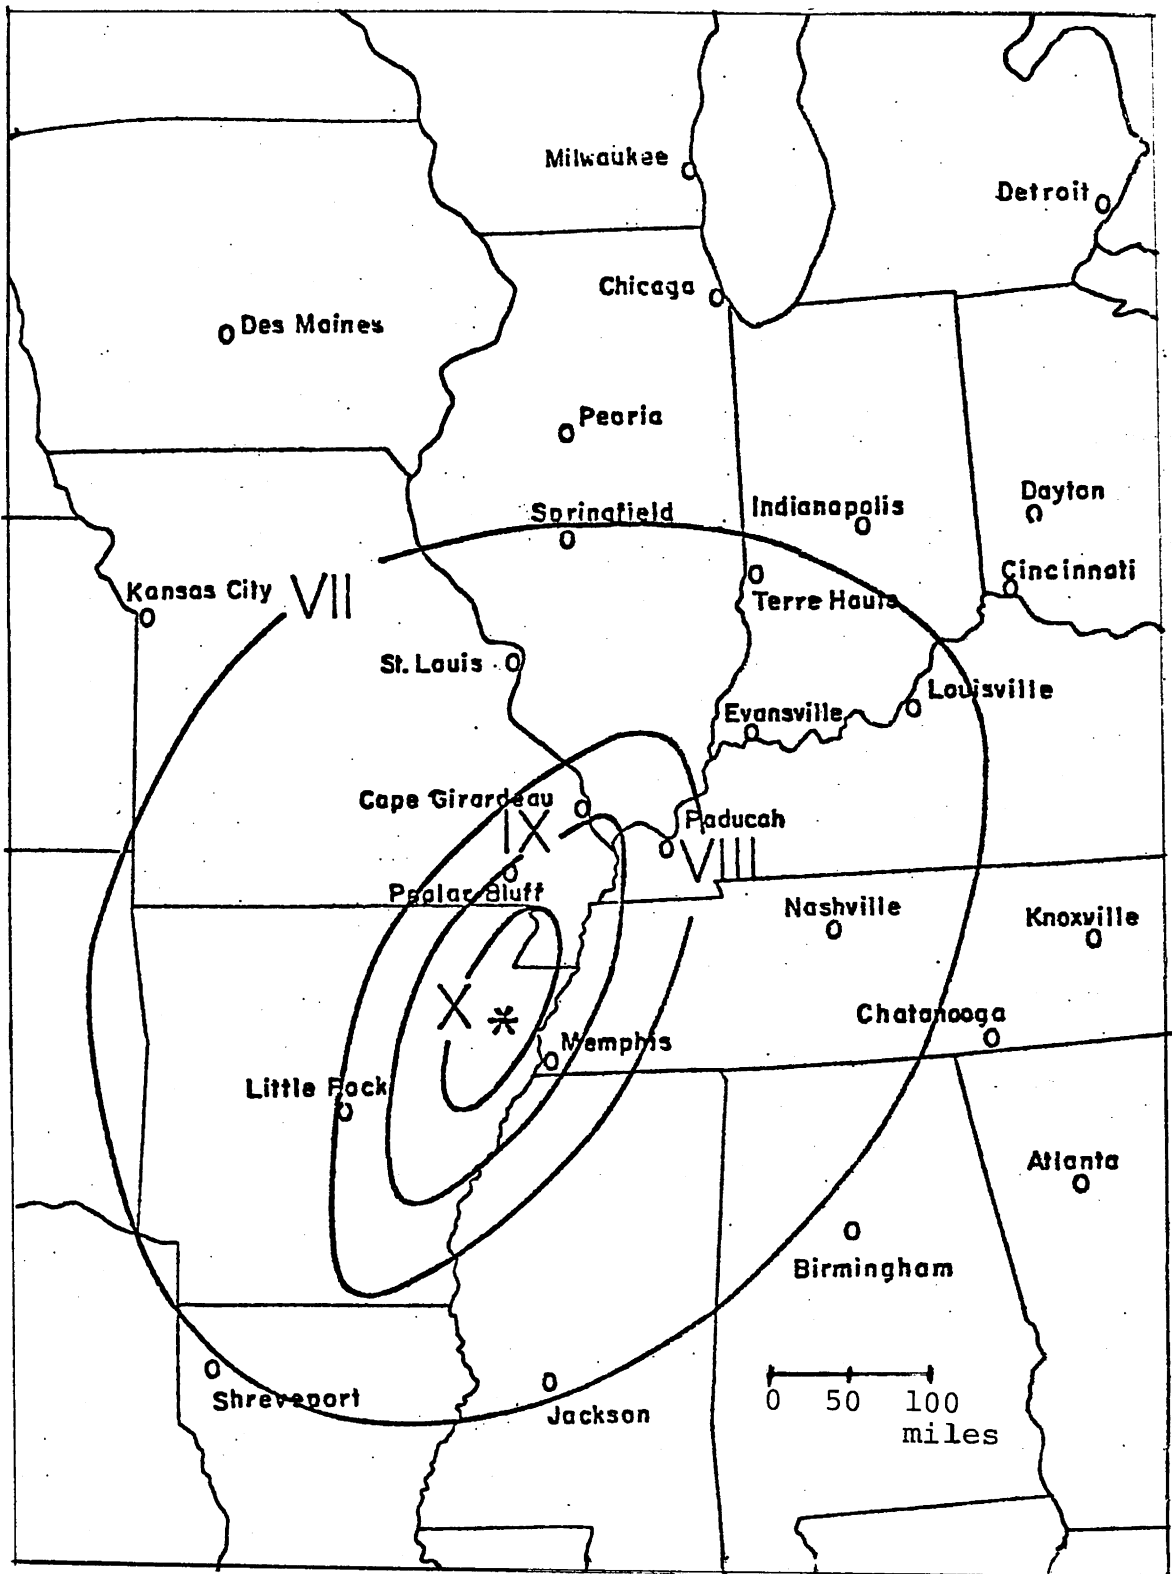 Milwaukee
Detroit
Chicago
Des Moines
Peoria
Dayton
Springfield
Indianapolis
Cincinnati
Kansas City
VII
Terre Haute
St. Louis
Louisville
Evansville
Cape Girardeau
IX
Paducah
VIII
Poplar Bluff
Nashville
Knoxville
X
Chatanooga
Memphis
Little Rock
Atlanta
Birmingham
Shreveport
Jackson
0 50 100
miles